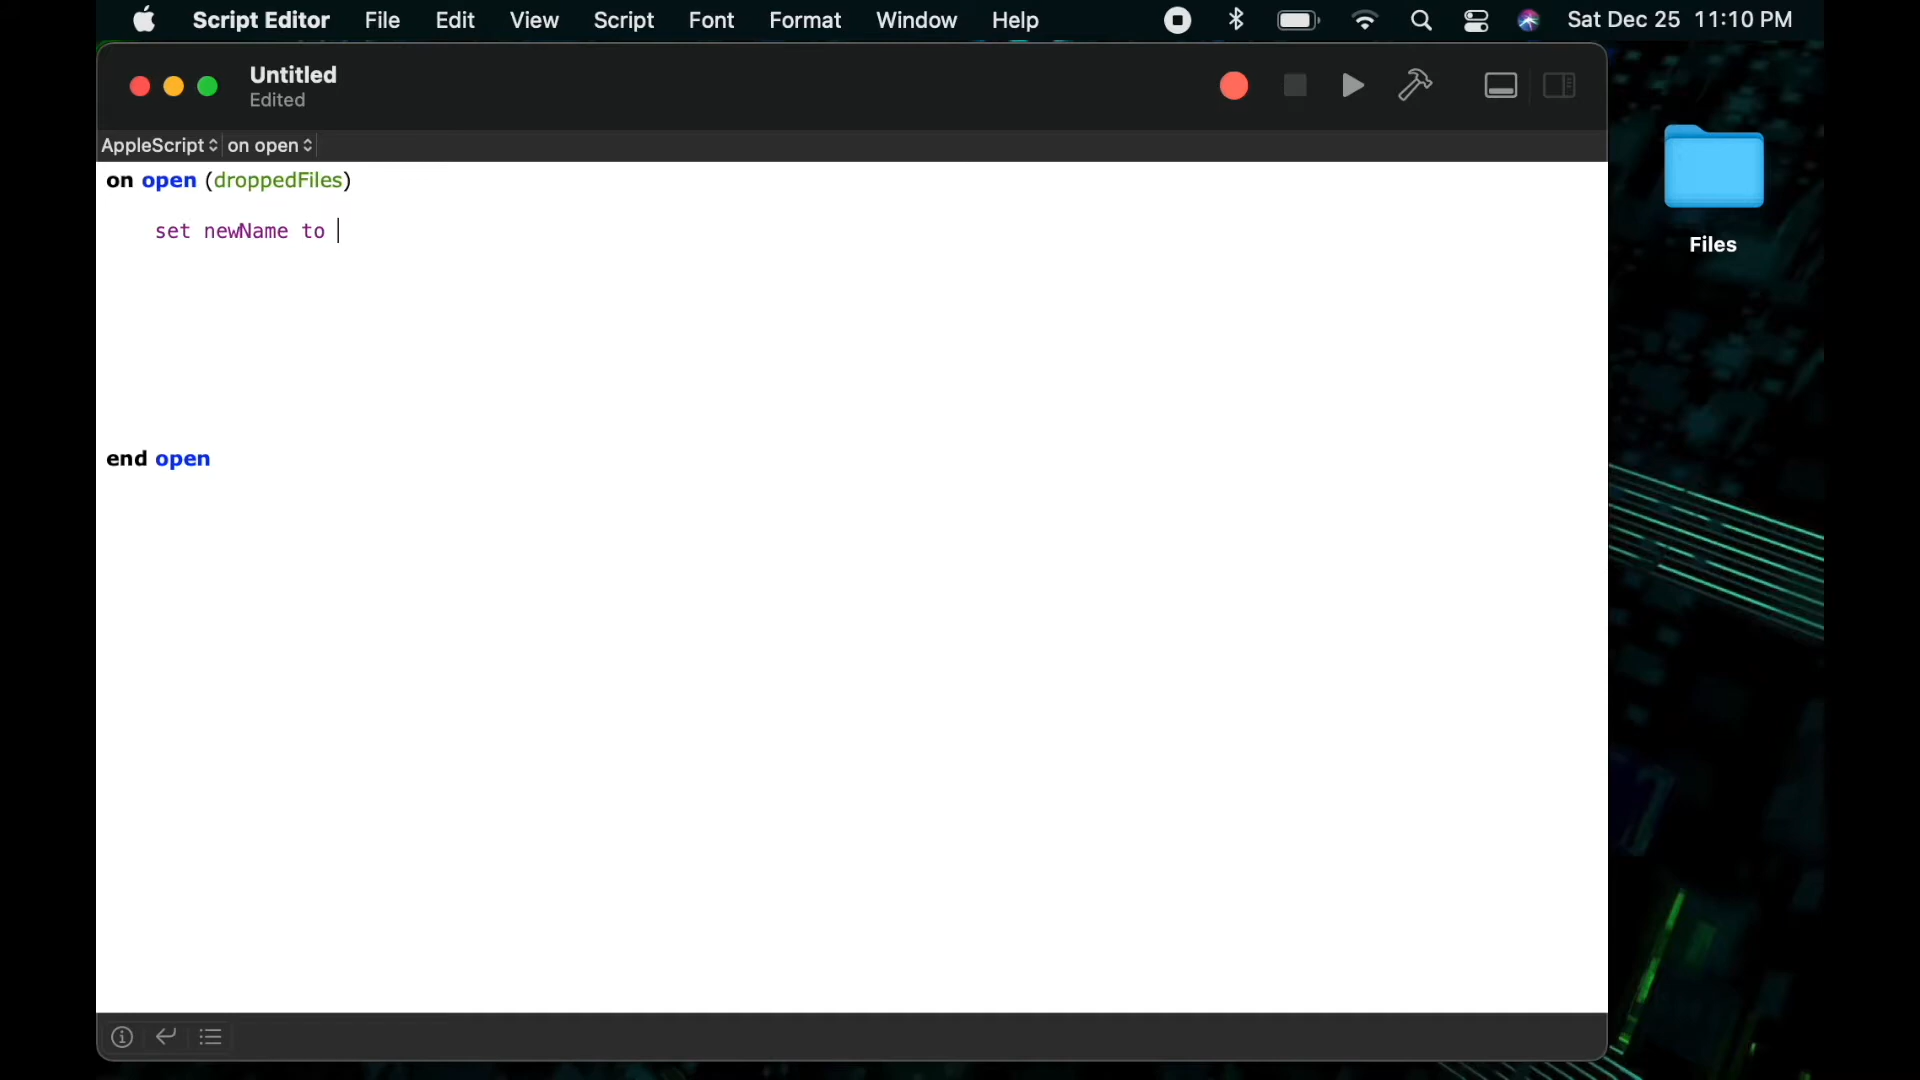 Script Editor File Edit View Script Font Format Window Help Sat Dec 25 11:10 PM
Untitled
Edited
AppleScript on open
on open (droppedFiles)
set newName to
end open
Files